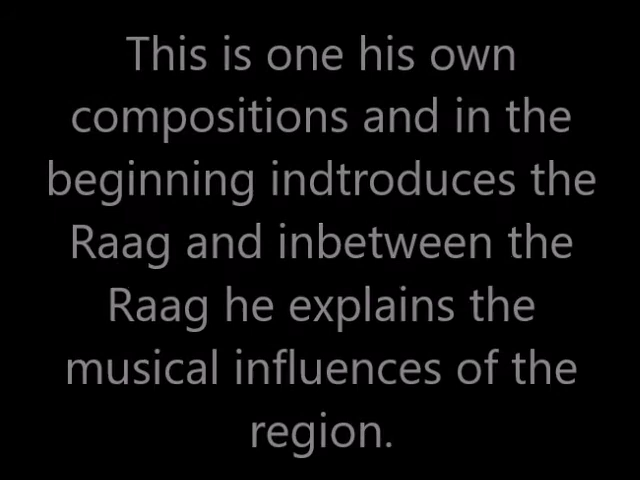 This is one his own
compositions and in the
beginning indtroduces the
Raag and inbetween the
Raag he explains the
musical influences of the
region.